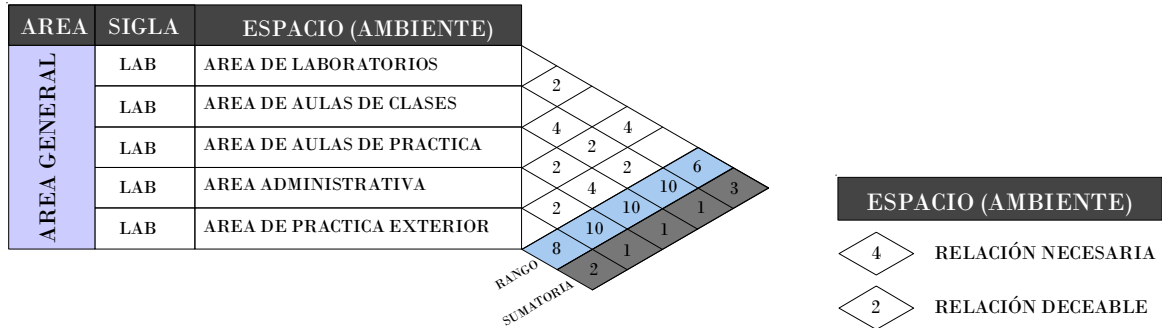 AREA SIGLA ESPACIO (AMBIENTE)
AREA GENERAL
LAB AREA DE LABORATORIOS
LAB AREA DE AULAS DE CLASES
LAB AREA DE AULAS DE PRACTICA
LAB AREA ADMINISTRATIVA
LAB AREA DE PRACTICA EXTERIOR
2
4 4
2
2 2 6
4 10 3
2 10 1
10 1
8 1
2
RANGO
SUMATORIA
ESPACIO (AMBIENTE)
4 RELACIÓN NECESARIA
2 RELACIÓN DECEABLE